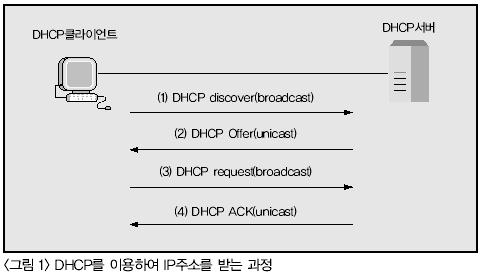 DHCP클라이언트
DHCP서버
(1) DHCP discover(broadcast)
(2) DHCP Offer(unicast)
(3) DHCP request(broadcast)
(4) DHCP ACK(unicast)
<그림 1> DHCP를 이용하여 IP주소를 받는 과정